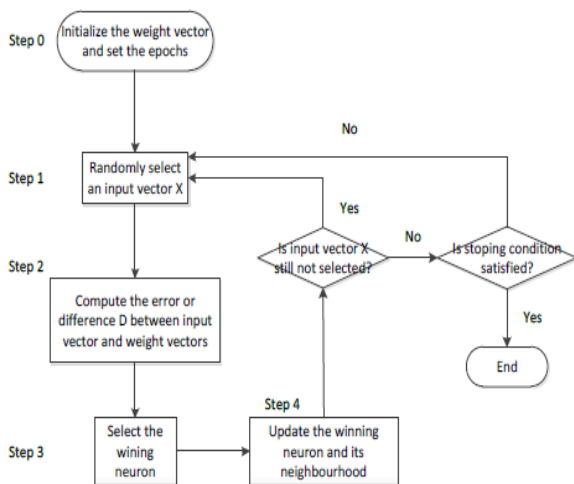 Step 0
Initialize the weight vector
and set the epochs
No
Step 1
Randomly select
an input vector X
Yes
Step 2
Is input vector X
still not selected?
No
Is stoping condition
satisfied?
Compute the error or
difference D between input
vector and weight vectors
Yes
End
Step 3
Select the
wining
neuron
Step 4
Update the winning
neuron and its
neighbourhood